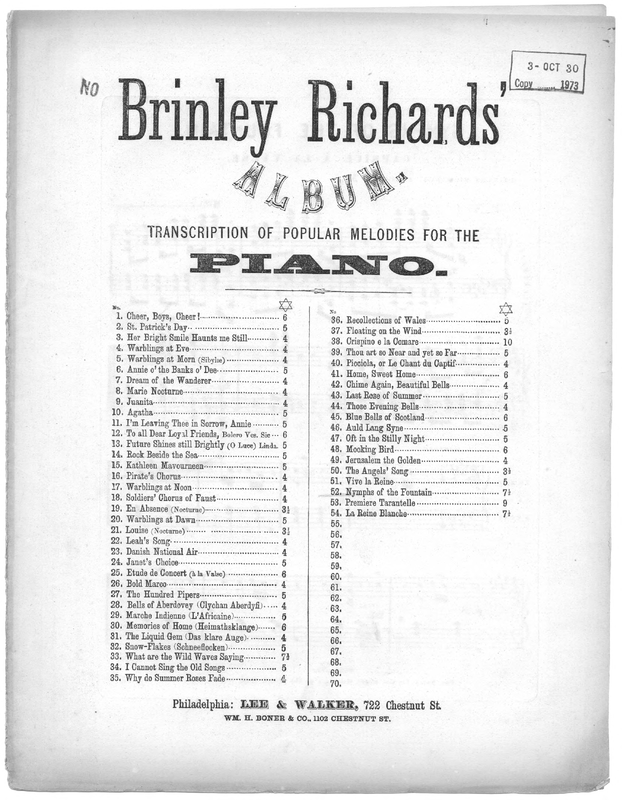 NO
3- OCT 30
Copy ........ 1973
Brinley Richards'
ALBUM.
TRANSCRIPTION OF POPULAR MELODIES FOR THE
PIANO.
No.
1. Cheer, Boys, Cheer! 6
2. St. Patrick's Day 5
3. Her Bright Smile Haunts me Still 4
4. Warblings at Eve 4
5. Warblings at Morn (Sibylse) 4
6. Annie o' the Banks o' Dee 5
7. Dream of the Wanderer 4
8. Marie Nocturne 4
9. Juanita 4
10. Agatha 5
11. I'm Leaving Thee in Sorrow, Annie 5
12. To all Dear Loyal Friends, Bolero Ves. Sic 6
13. Future Shines still Brightly (O Luce) Linda. 5
14. Rock Beside the Sea 5
15. Kathleen Mavourneen 5
16. Pirate's Chorus 4
17. Warblings at Noon 4
18. Soldiers' Chorus of Faust 4
19. En Absence (Nocturne) 3½
20. Warblings at Dawn 5
21. Louise (Nocturne) 3½
22. Leah's Song 4
23. Danish National Air 4
24. Janet's Choice 5
25. Etude de Concert (à la Valse) 6
26. Bold Marco 4
27. The Hundred Pipers 5
28. Bells of Aberdovey (Clychan Aberdyfi) 4
29. Marche Indienne (L'Africaine) 5
30. Memories of Home (Heimathsklange) 6
31. The Liquid Gem (Das klare Auge) 4
32. Snow-Flakes (Schneeflocken) 5
33. What are the Wild Waves Saying 7½
34. I Cannot Sing the Old Songs 5
35. Why do Summer Roses Fade 4
No
36. Recollections of Wales 5
37. Floating on the Wind 3½
38. Crispino e la Comare 10
39. Thou art so Near and yet so Far 5
40. Picciola, or Le Chant du Captif 4
41. Home, Sweet Home 6
42. Chime Again, Beautiful Bells 4
43. Last Rose of Summer 5
44. Those Evening Bells 4
45. Blue Bells of Scotland 6
46. Auld Lang Syne 5
47. Oft in the Stilly Night 5
48. Mocking Bird 6
49. Jerusalem the Golden 4
50. The Angels' Song 3½
51. Vive la Reine 5
52. Nymphs of the Fountain 7½
53. Premiere Tarantelle 9
54. La Reine Blanche 7½
55.
56.
57.
58.
59.
60.
61.
62.
63.
64.
65.
66.
67.
68.
69.
70.
Philadelphia: LEE & WALKER, 722 Chestnut St.
WM. H. BONER & CO., 1102 CHESTNUT ST.